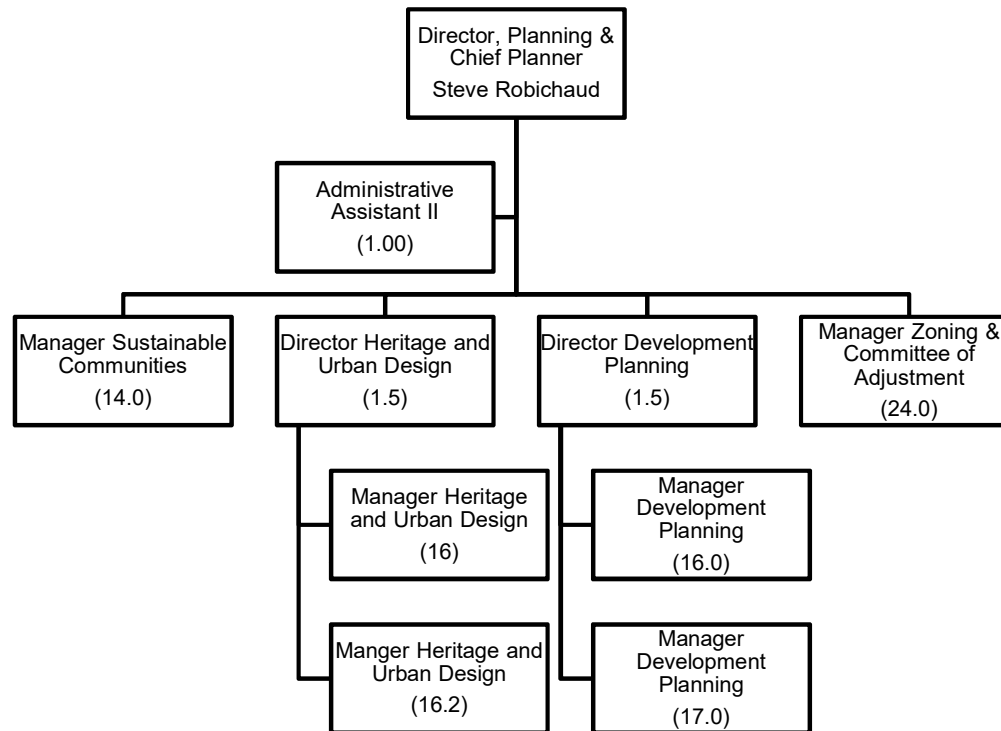 Director, Planning &
Chief Planner
Steve Robichaud
Administrative
Assistant II
(1.00)
Manager Sustainable
Communities
(14.0)
Director Heritage and
Urban Design
(1.5)
Director Development
Planning
(1.5)
Manager Zoning &
Committee of
Adjustment
(24.0)
Manager Heritage
and Urban Design
(16)
Manager
Development
Planning
(16.0)
Manger Heritage and
Urban Design
(16.2)
Manager
Development
Planning
(17.0)